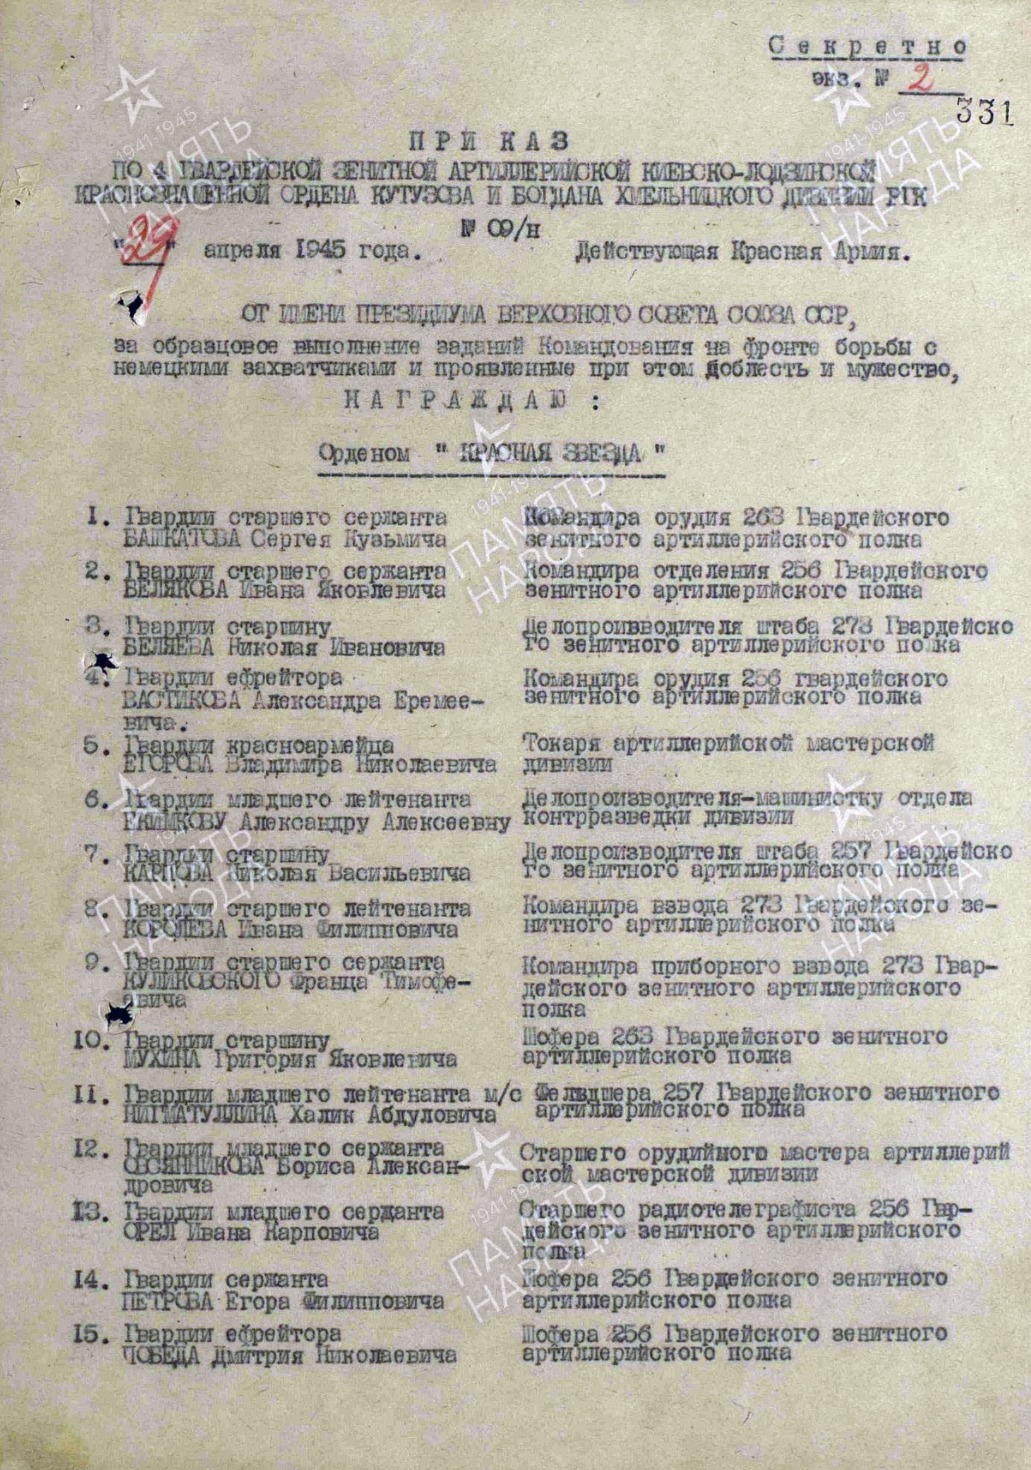 Секретно
экз. № 2
331
ПРИКАЗ
ПО 4 ГВАРДЕЙСКОЙ ЗЕНИТНОЙ АРТИЛЛЕРИЙСКОЙ КИЕВСКО-ЛОДЗИНСКОЙ
КРАСНОЗНАМЕННОЙ ОРДЕНА КУТУЗОВА И БОГДАНА ХМЕЛЬНИЦКОГО ДИВИЗИИ РГК
№ 09/н
"29" апреля 1945 года. Действующая Красная Армия.
ОТ ИМЕНИ ПРЕЗИДИУМА ВЕРХОВНОГО СОВЕТА СОЮЗА ССР,
за образцовое выполнение заданий Командования на фронте борьбы с
немецкими захватчиками и проявленные при этом доблесть и мужество,
НАГРАЖДАЮ:
Орденом "КРАСНАЯ ЗВЕЗДА"
1. Гвардии старшего сержанта Командира орудия 263 Гвардейского
БАШКАТОВА Сергея Кузьмича зенитного артиллерийского полка
2. Гвардии старшего сержанта Командира отделения 256 Гвардейского
БЕЛЯКОВА Ивана Яковлевича зенитного артиллерийского полка
3. Гвардии старшину Делопроизводителя штаба 273 Гвардейско
БЕЛЯЕВА Николая Ивановича го зенитного артиллерийского полка
4. Гвардии ефрейтора Командира орудия 256 гвардейского
ВАСТИКОВА Александра Еремее- зенитного артиллерийского полка
вича.
5. Гвардии красноармейца Токаря артиллерийской мастерской
ЕГОРОВА Владимира Николаевича дивизии
6. Гвардии младшего лейтенанта Делопроизводителя-машинистку отдела
ЕКИМКОВУ Александру Алексеевну контрразведки дивизии
7. Гвардии старшину Делопроизводителя штаба 257 Гвардейско
КАРПОВА Николая Васильевича го зенитного артиллерийского полка
8. Гвардии старшего лейтенанта Командира взвода 273 Гвардейского зе-
КОРОЛЕВА Ивана Филипповича нитного артиллерийского полка
9. Гвардии старшего сержанта Командира приборного взвода 273 Гвар-
КУЛИКОВСКОГО Франца Тимофе- дейского зенитного артиллерийского
авича полка
10. Гвардии старшину Шофера 263 Гвардейского зенитного
МУХИНА Григория Яковлевича артиллерийского полка
11. Гвардии младшего лейтенанта м/с Фельдшера 257 Гвардейского зенитного
НИГМАТУЛЛИНА Халик Абдуловича артиллерийского полка
12. Гвардии младшего сержанта Старшего орудийного мастера артиллерий
ОВСЯННИКОВА Бориса Алексан- ской мастерской дивизии
дровича
13. Гвардии младшего сержанта Старшего радиотелеграфиста 256 Гвар-
ОРЕЛ Ивана Карповича дейского зенитного артиллерийского
полка
14. Гвардии сержанта Шофера 256 Гвардейского зенитного
ПЕТРОВА Егора Филипповича артиллерийского полка
15. Гвардии ефрейтора Шофера 256 Гвардейского зенитного
ПОБЕДА Дмитрия Николаевича артиллерийского полка
1941-1945
ПАМЯТЬ
НАРОДА